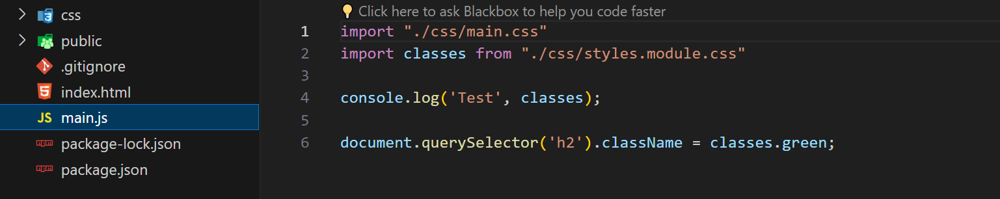 css
public
.gitignore
index.html
JS main.js
package-lock.json
package.json
Click here to ask Blackbox to help you code faster
1 import "./css/main.css"
2 import classes from "./css/styles.module.css"
3
4 console.log('Test', classes);
5
6 document.querySelector('h2').className = classes.green;